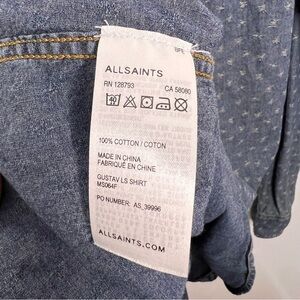 BFE
ALLSAINTS
RN 128793 CA 58080
100% COTTON / COTON
MADE IN CHINA
FABRIQUÉ EN CHINE
GUSTAV LS SHIRT
MS064F
PO NUMBER: AS_39996
ALLSAINTS.COM